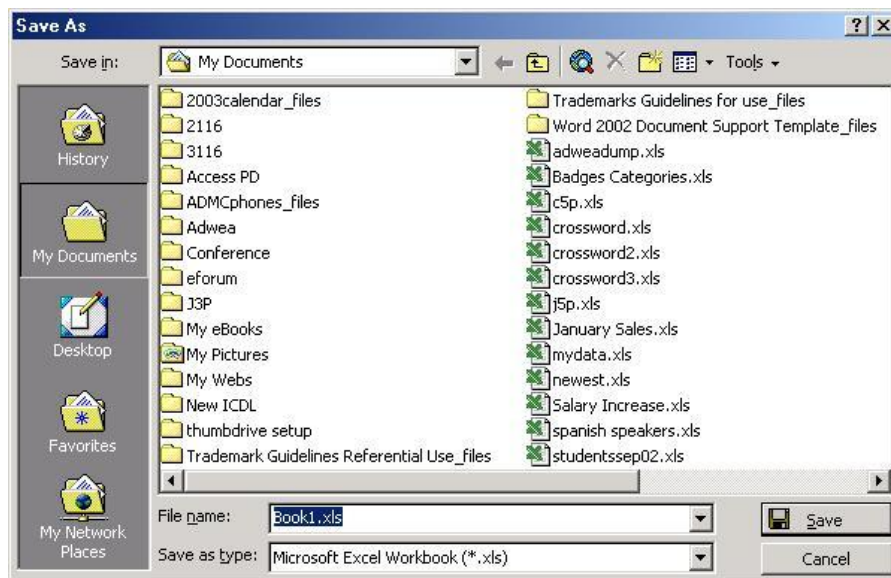 Save As
Save in: My Documents Tools
History
My Documents
Desktop
Favorites
My Network
Places
2003calendar_files
2116
3116
Access PD
ADMCphones_files
Adwea
Conference
eforum
J3P
My eBooks
My Pictures
My Webs
New ICDL
thumbdrive setup
Trademark Guidelines Referential Use_files
Trademarks Guidelines for use_files
Word 2002 Document Support Template_files
adweadump.xls
Badges Categories.xls
c5p.xls
crossword.xls
crossword2.xls
crossword3.xls
j5p.xls
January Sales.xls
mydata.xls
newest.xls
Salary Increase.xls
spanish speakers.xls
studentssep02.xls
File name: Book1.xls Save
Save as type: Microsoft Excel Workbook (*.xls) Cancel